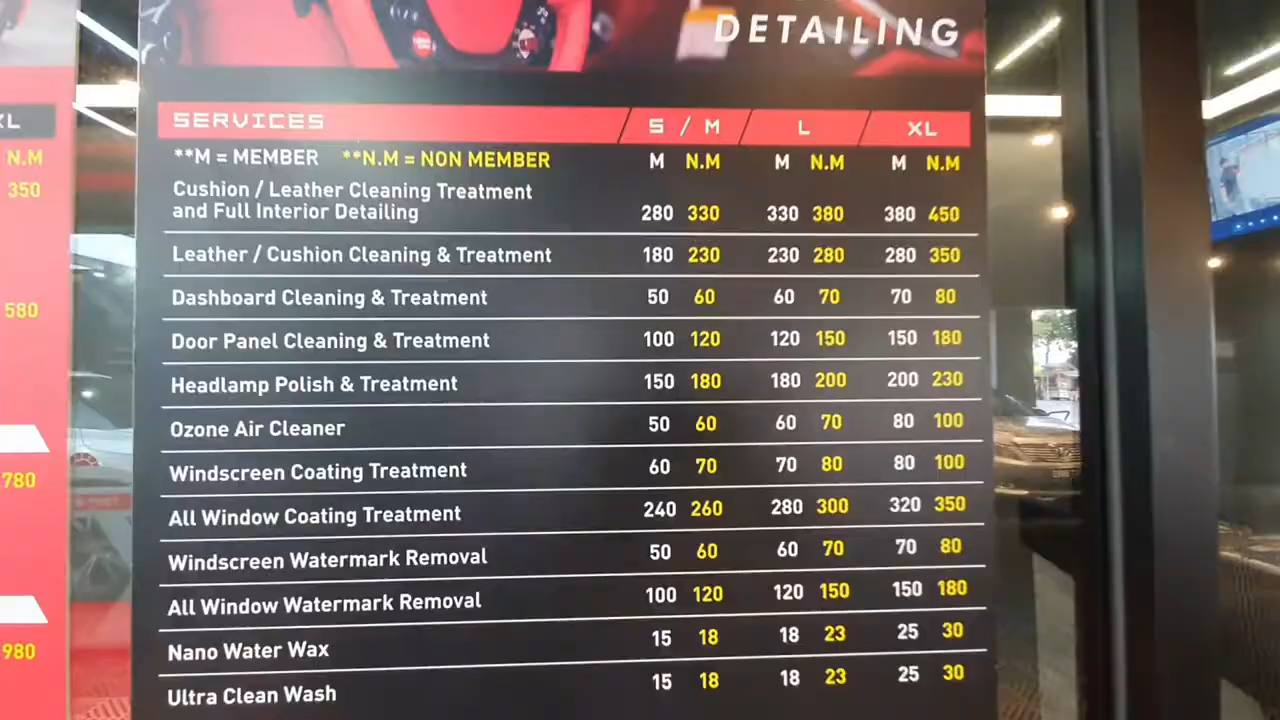 DETAILING
XL
N.M
350
580
780
980
SERVICES S / M L XL
**M = MEMBER **N.M = NON MEMBER M N.M M N.M M N.M
Cushion / Leather Cleaning Treatment
and Full Interior Detailing 280 330 330 380 380 450
Leather / Cushion Cleaning & Treatment 180 230 230 280 280 350
Dashboard Cleaning & Treatment 50 60 60 70 70 80
Door Panel Cleaning & Treatment 100 120 120 150 150 180
Headlamp Polish & Treatment 150 180 180 200 200 230
Ozone Air Cleaner 50 60 60 70 80 100
Windscreen Coating Treatment 60 70 70 80 80 100
All Window Coating Treatment 240 260 280 300 320 350
Windscreen Watermark Removal 50 60 60 70 70 80
All Window Watermark Removal 100 120 120 150 150 180
Nano Water Wax 15 18 18 23 25 30
Ultra Clean Wash 15 18 18 23 25 30